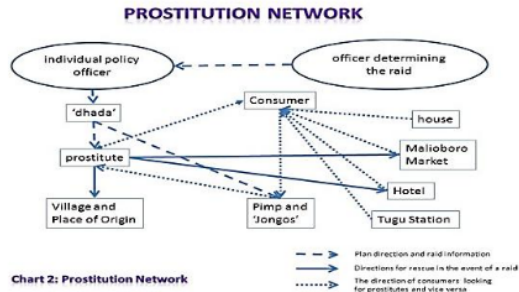 PROSTITUTION NETWORK
individual policy
officer
officer determining
the raid
'dhada'
Consumer
house
prostitute
Malioboro
Market
Hotel
Village and
Place of Origin
Pimp and
'Jongos'
Tugu Station
Plan direction and raid information
Directions for rescue in the event of a raid
The direction of consumers looking
for prostitutes and vice versa
Chart 2: Prostitution Network